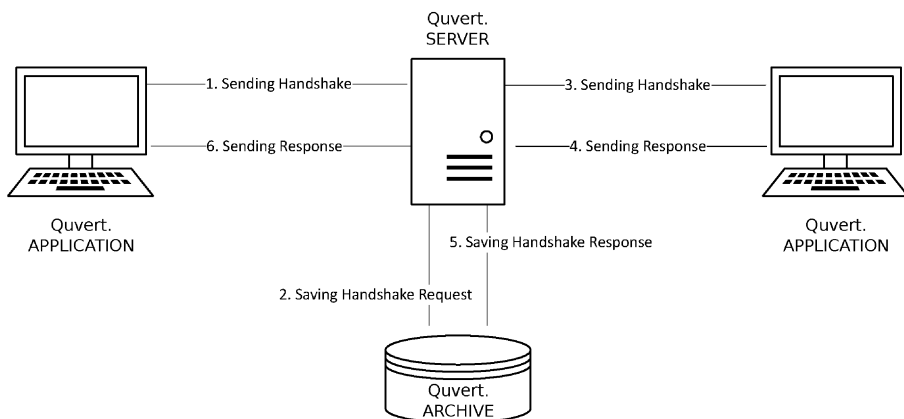 Quvert.
SERVER
1. Sending Handshake
3. Sending Handshake
6. Sending Response
4. Sending Response
Quvert.
APPLICATION
Quvert.
APPLICATION
5. Saving Handshake Response
2. Saving Handshake Request
Quvert.
ARCHIVE